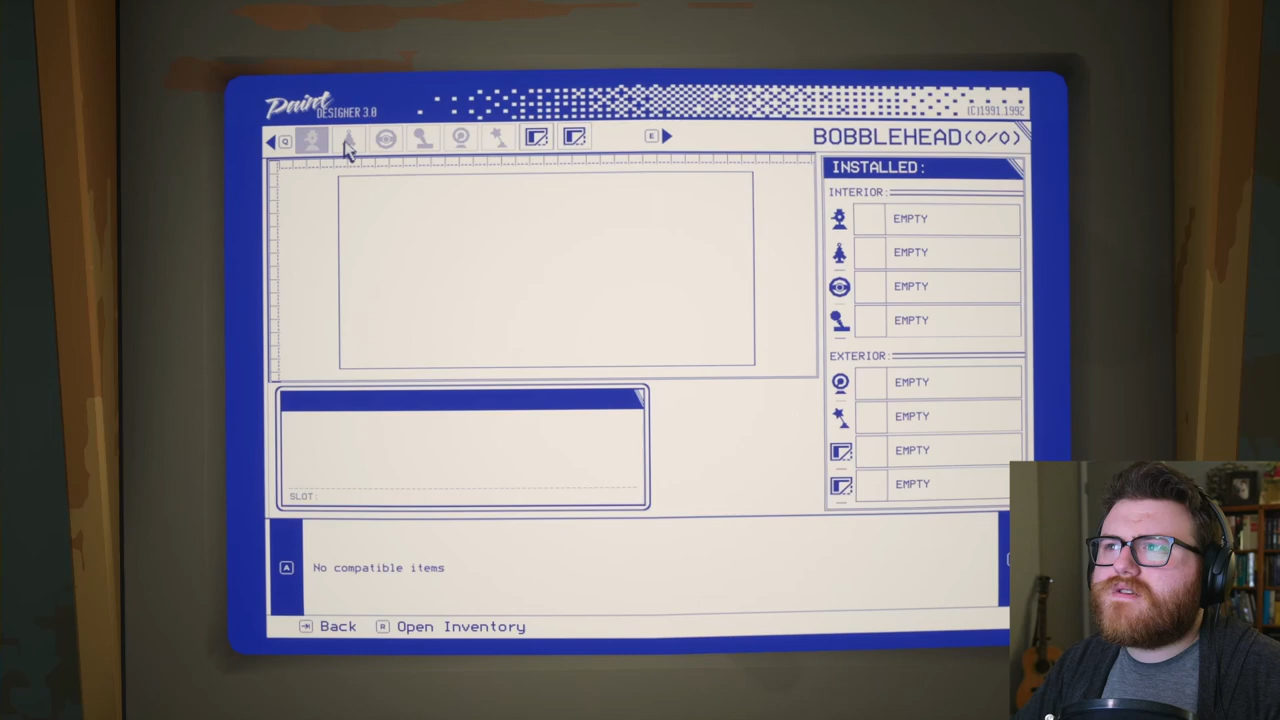 Paint DESIGNER 3.0
(C)1991.1992
Q
E
BOBBLEHEAD(0/0)
INSTALLED:
INTERIOR:
EMPTY
EMPTY
EMPTY
EMPTY
EXTERIOR:
EMPTY
EMPTY
EMPTY
EMPTY
SLOT:
A
No compatible items
Back
R
Open Inventory